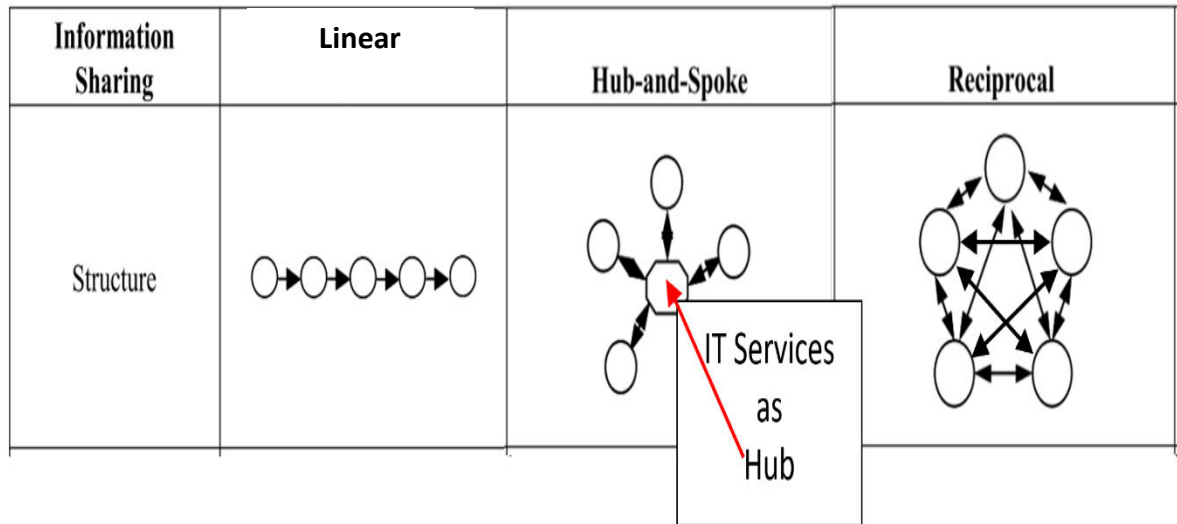 Information
Sharing
Linear
Hub-and-Spoke
Reciprocal
Structure
IT Services
as
Hub